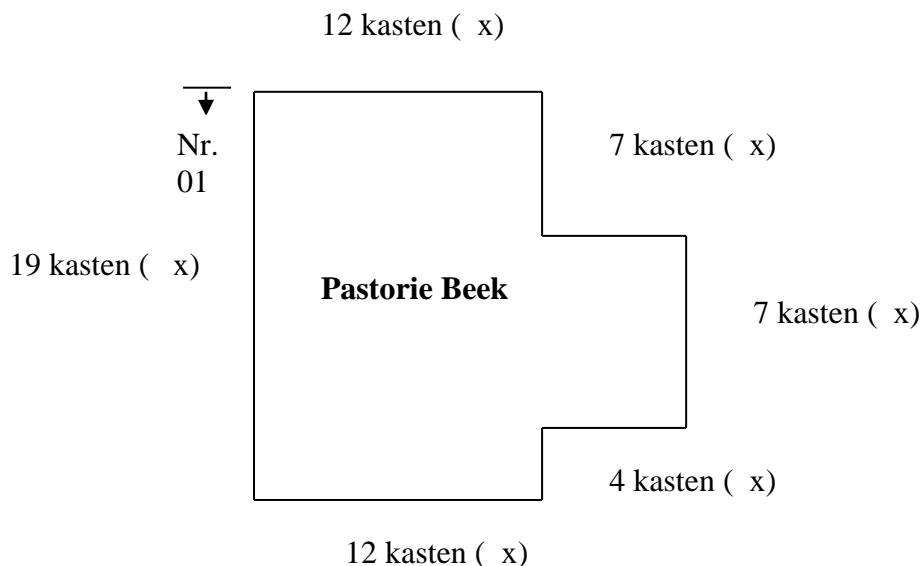 12 kasten (  x)
Nr.
01
7 kasten (  x)
19 kasten (   x)
Pastorie Beek
7 kasten (  x)
4 kasten (  x)
12 kasten (  x)